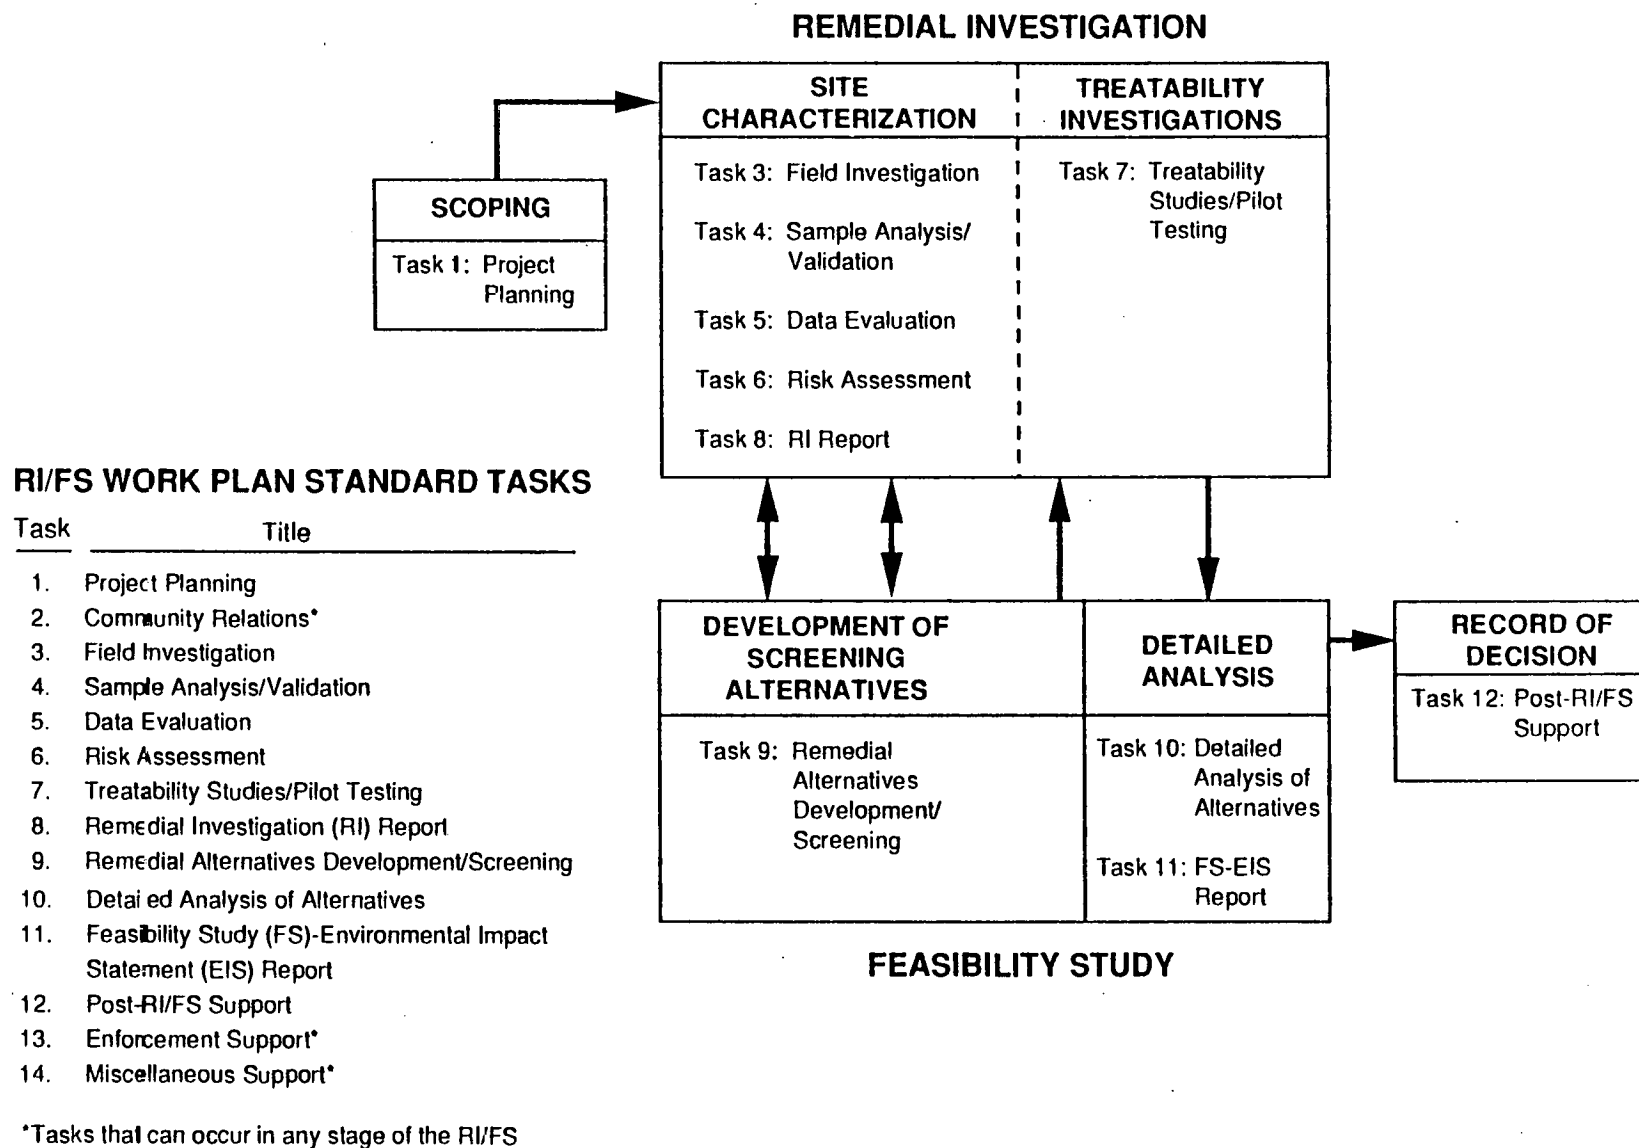 REMEDIAL INVESTIGATION
SITE
CHARACTERIZATION
TREATABILITY
INVESTIGATIONS
Task 3: Field Investigation
Task 4: Sample Analysis/
Validation
Task 5: Data Evaluation
Task 6: Risk Assessment
Task 8: RI Report
Task 7: Treatability
Studies/Pilot
Testing
SCOPING
Task 1: Project
Planning
RI/FS WORK PLAN STANDARD TASKS
Task Title
1. Project Planning
2. Community Relations*
3. Field Investigation
4. Sample Analysis/Validation
5. Data Evaluation
6. Risk Assessment
7. Treatability Studies/Pilot Testing
8. Remedial Investigation (RI) Report
9. Remedial Alternatives Development/Screening
10. Detailed Analysis of Alternatives
11. Feasibility Study (FS)-Environmental Impact
Statement (EIS) Report
12. Post-RI/FS Support
13. Enforcement Support*
14. Miscellaneous Support*
*Tasks that can occur in any stage of the RI/FS
DEVELOPMENT OF
SCREENING
ALTERNATIVES
Task 9: Remedial
Alternatives
Development/
Screening
DETAILED
ANALYSIS
Task 10: Detailed
Analysis of
Alternatives
Task 11: FS-EIS
Report
FEASIBILITY STUDY
RECORD OF
DECISION
Task 12: Post-RI/FS
Support